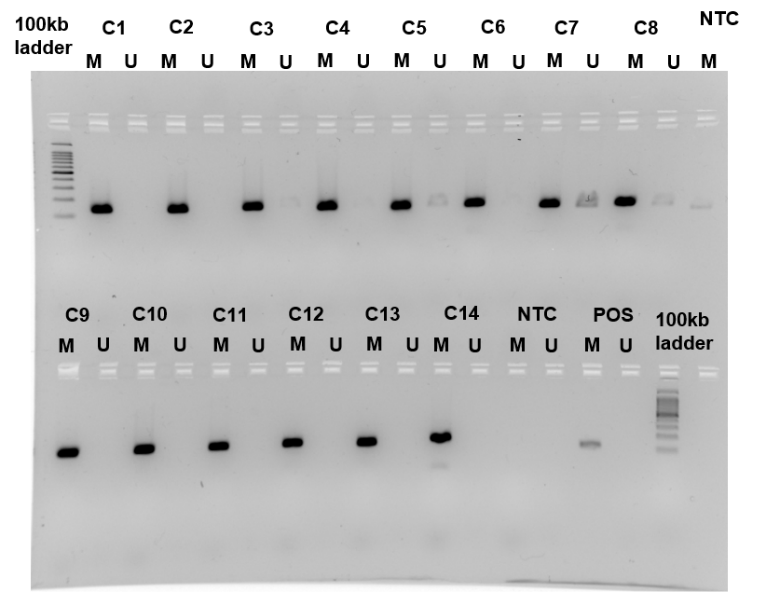 100kb ladder C1 C2 C3 C4 C5 C6 C7 C8 NTC
M U M U M U M U M U M U M U M U M
C9 C10 C11 C12 C13 C14 NTC POS 100kb ladder
M U M U M U M U M U M U M U M U